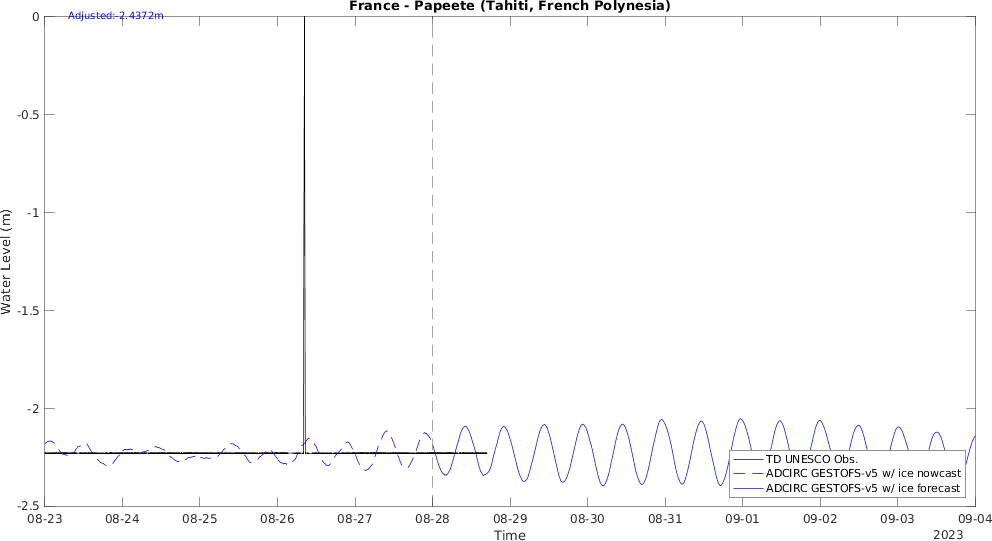 France - Papeete (Tahiti, French Polynesia)
Adjusted:-2.4372m
0
-0.5
-1
-1.5
-2
-2.5
Water Level (m)
TD UNESCO Obs.
ADCIRC GESTOFS-v5 w/ ice nowcast
ADCIRC GESTOFS-v5 w/ ice forecast
08-23 08-24 08-25 08-26 08-27 08-28 08-29 08-30 08-31 09-01 09-02 09-03 09-04
Time
2023